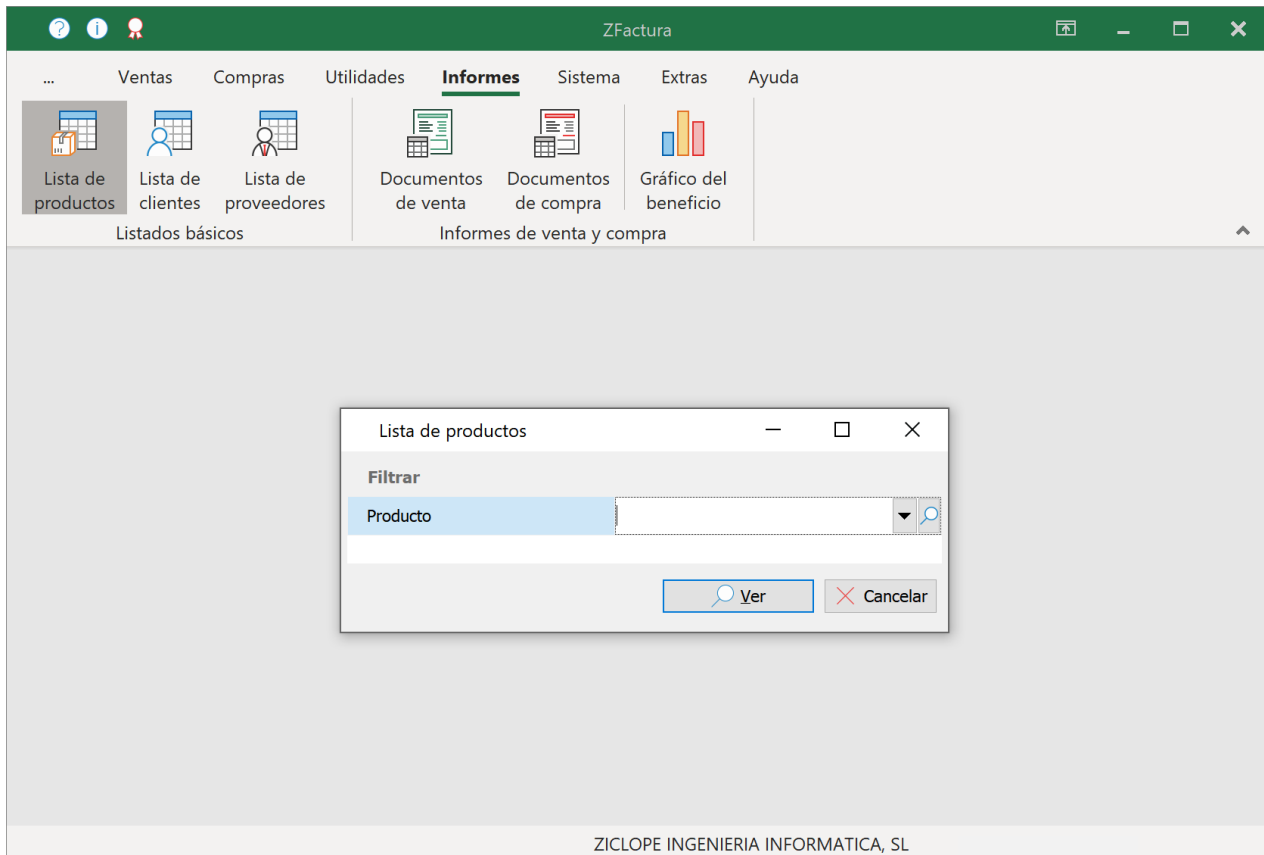 ZFactura
... Ventas Compras Utilidades Informes Sistema Extras Ayuda
Lista de productos
Lista de clientes
Lista de proveedores
Documentos de venta
Documentos de compra
Gráfico del beneficio
Listados básicos
Informes de venta y compra
Lista de productos
Filtrar
Producto
Ver
Cancelar
ZICLOPE INGENIERIA INFORMATICA, SL